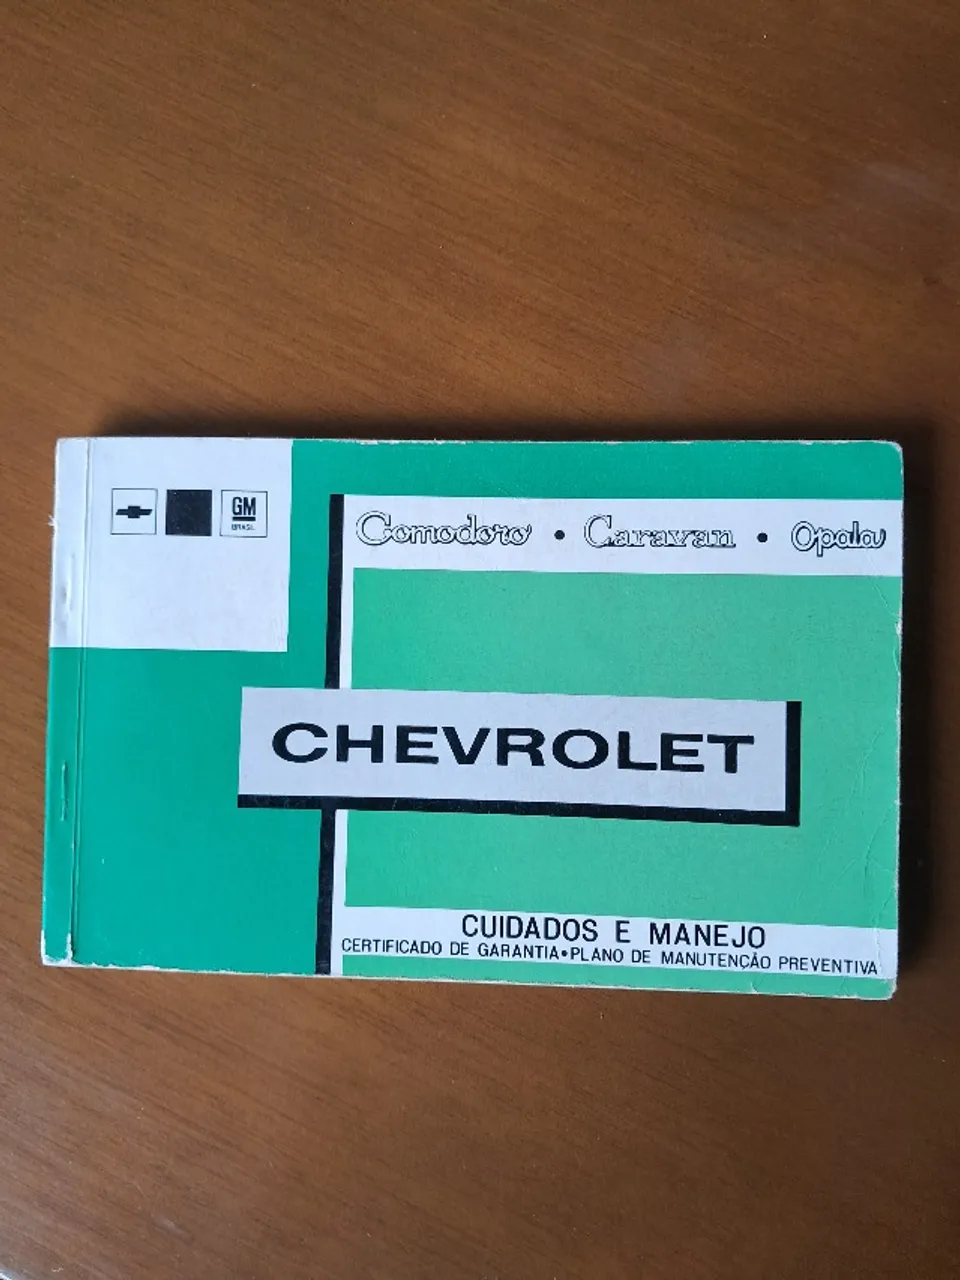 GM
BRASIL
Comodoro • Caravan • Opala
CHEVROLET
CUIDADOS E MANEJO
CERTIFICADO DE GARANTIA•PLANO DE MANUTENÇÃO PREVENTIVA